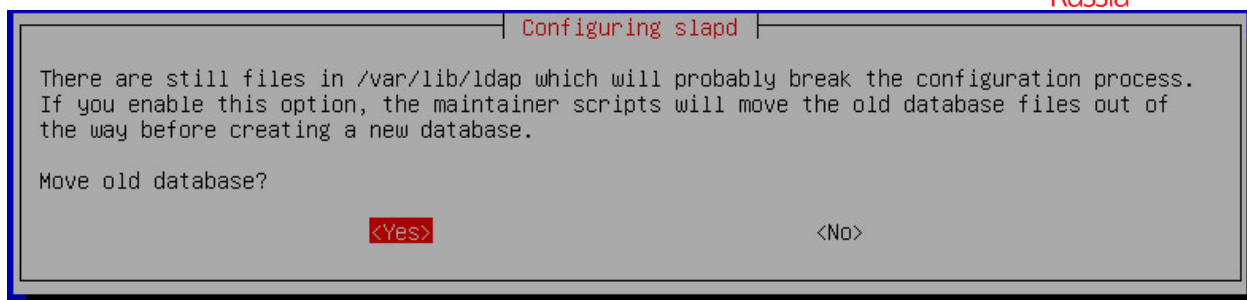 Russia
Configuring slapd
There are still files in /var/lib/ldap which will probably break the configuration process.
If you enable this option, the maintainer scripts will move the old database files out of
the way before creating a new database.
Move old database?
<Yes> <No>